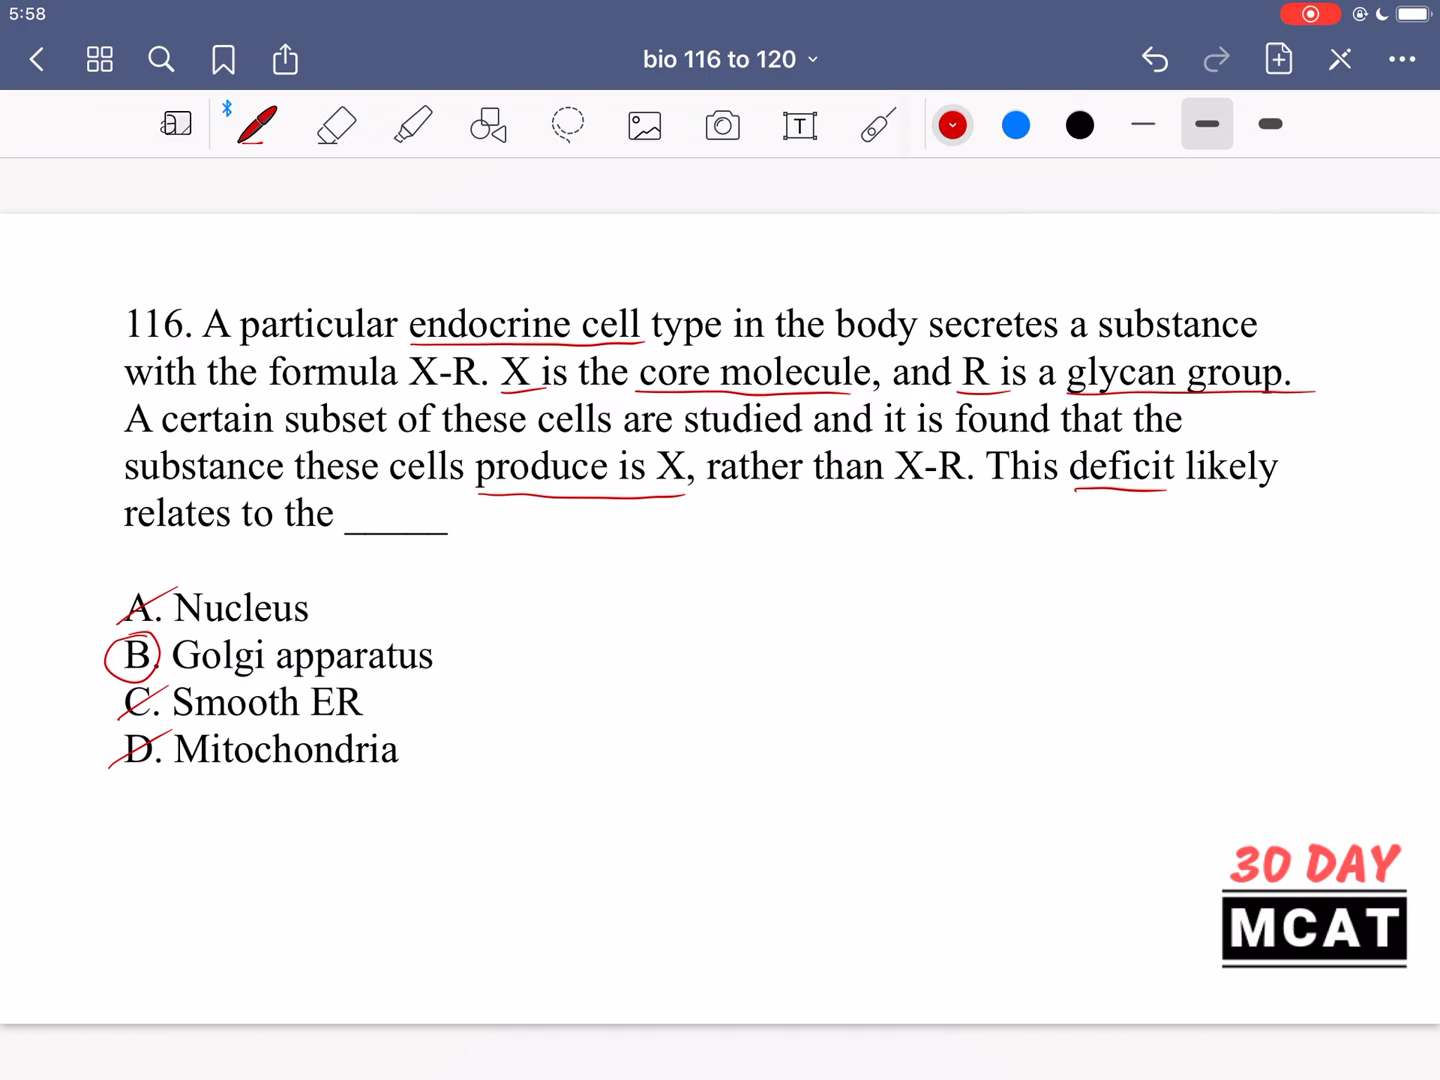 5:58
bio 116 to 120
T
116. A particular endocrine cell type in the body secretes a substance
with the formula X-R. X is the core molecule, and R is a glycan group.
A certain subset of these cells are studied and it is found that the
substance these cells produce is X, rather than X-R. This deficit likely
relates to the _____
A. Nucleus
B. Golgi apparatus
C. Smooth ER
D. Mitochondria
30 DAY
MCAT